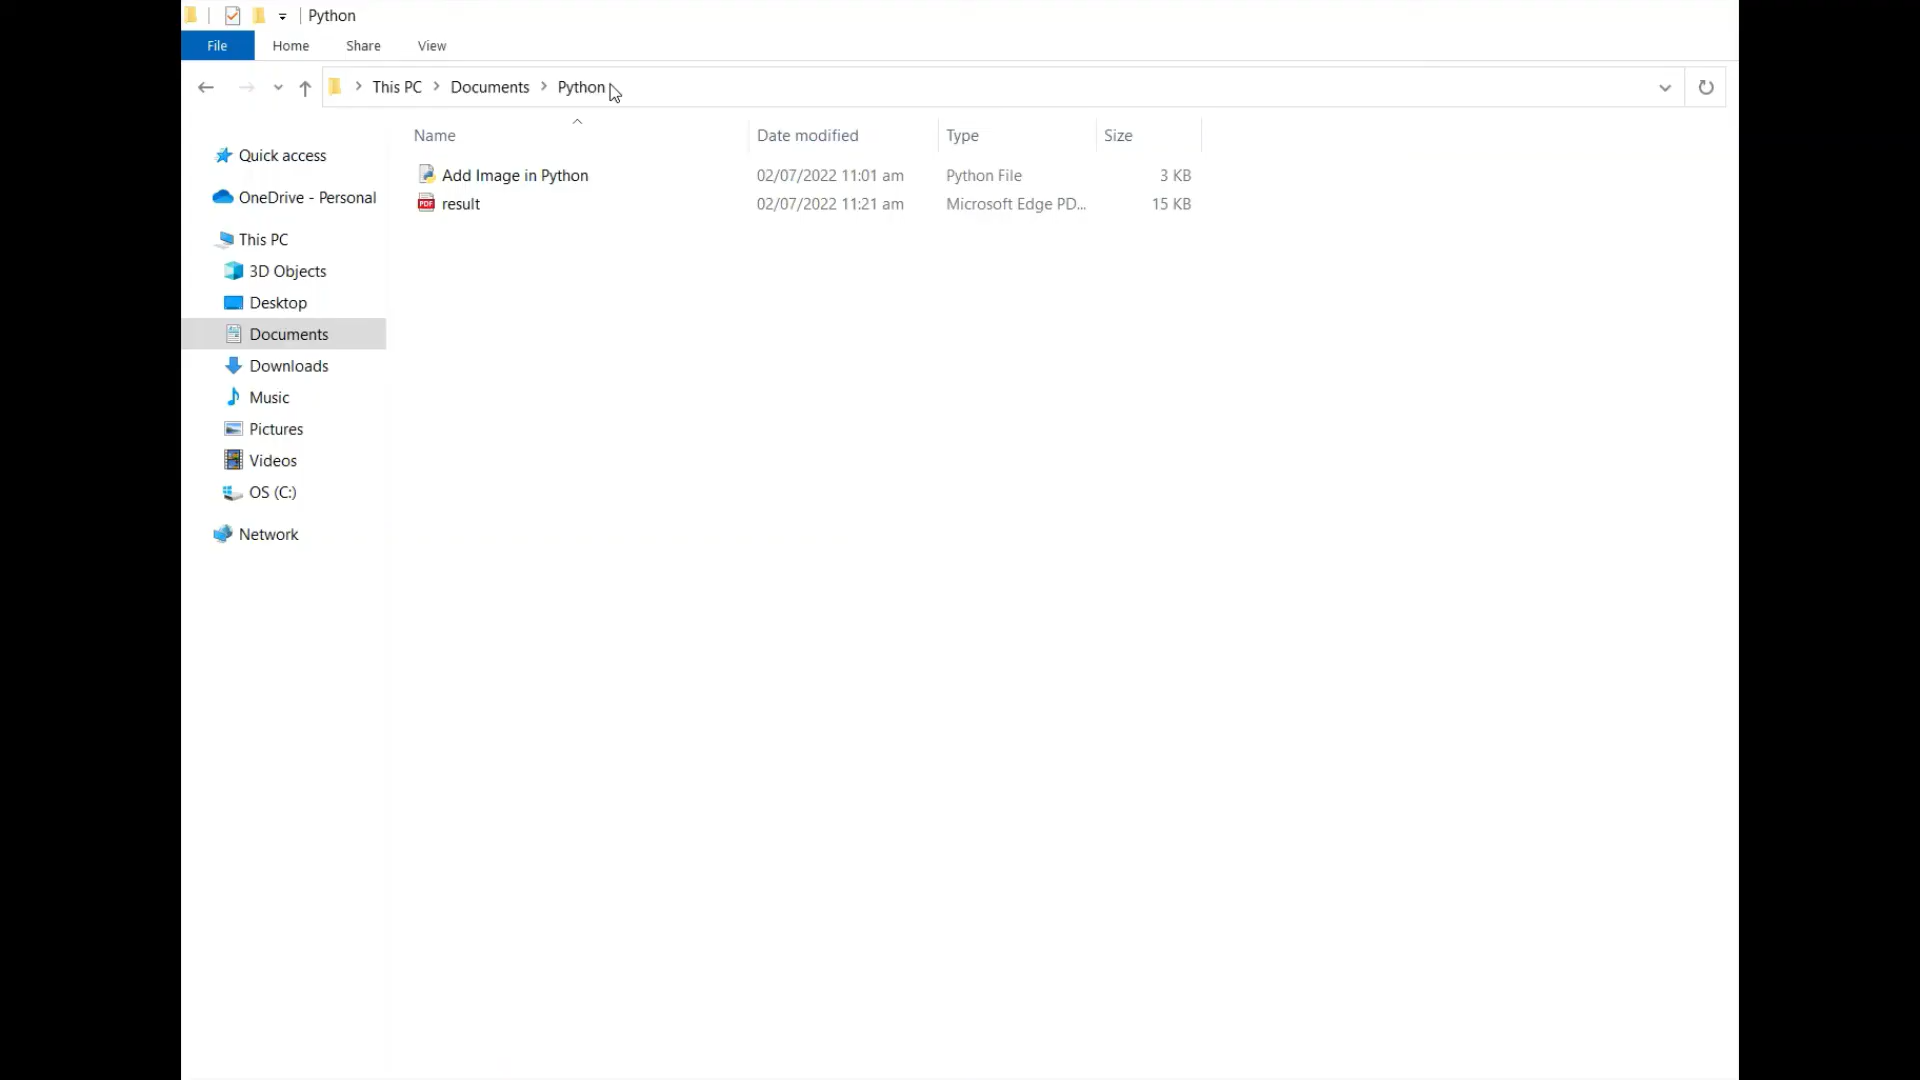 Python
File Home Share View
This PC Documents Python
Name Date modified Type Size
Quick access
OneDrive - Personal
This PC
3D Objects
Desktop
Documents
Downloads
Music
Pictures
Videos
OS (C:)
Network
Add Image in Python 02/07/2022 11:01 am Python File 3 KB
PDF result 02/07/2022 11:21 am Microsoft Edge PD... 15 KB